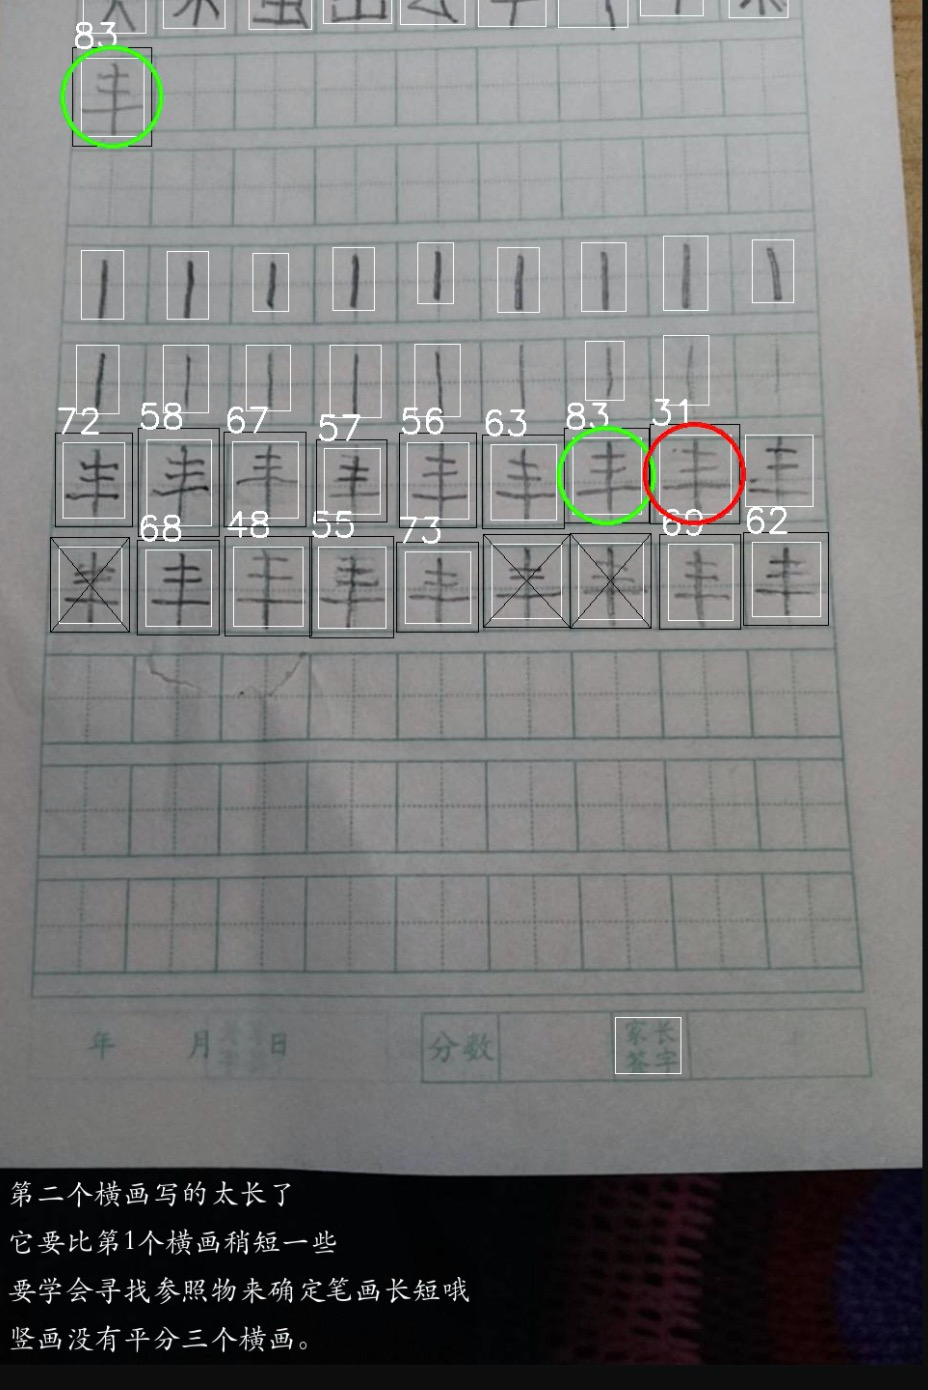 83
丰
丨 丨 丨 丨 丨 丨 丨 丨 丨
丨 丨 丨 丨 丨 丨 丨 丨 丨
72 58 67 57 56 63 83 31
丰 丰 丰 丰 丰 丰 丰 丰 丰
68 48 55 73 69 62
丰 丰 丰 丰 丰 丰 丰 丰 丰
年 月 日 分数 家长签字
第二个横画写的太长了
它要比第1个横画稍短一些
要学会寻找参照物来确定笔画长短哦
竖画没有平分三个横画。